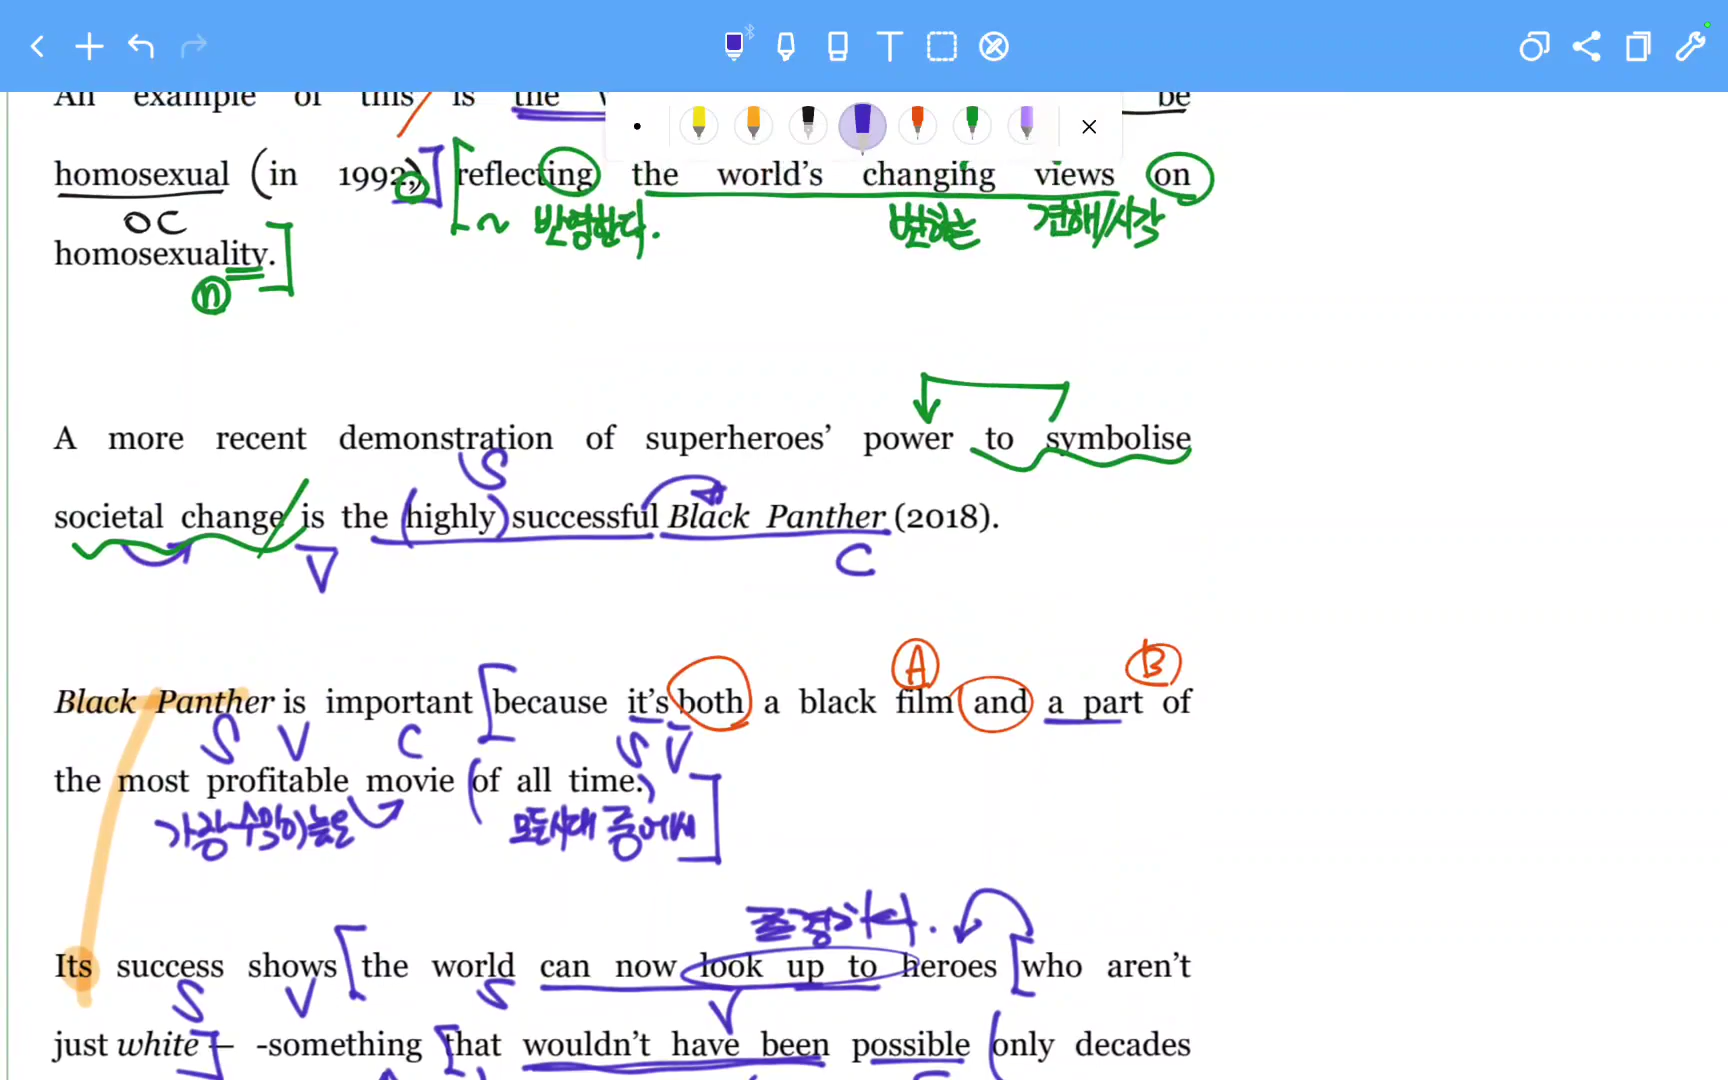 An example of this is the be
homosexual (in 1992,) reflecting the world's changing views on
OC ~ 반영한다. 변하는 견해/시각
homosexuality.
n
A more recent demonstration of superheroes' power to symbolise
S
societal change is the (highly) successful Black Panther (2018).
V C
A B
Black Panther is important [because it's both a black film and a part of
S V C S V
the most profitable movie (of all time.)]
가장 수익이 높은 모든 시대 중에서
존경하다.
Its success shows [the world can now look up to heroes [who aren't
S V S V
just white] — -something [that wouldn't have been possible (only decades